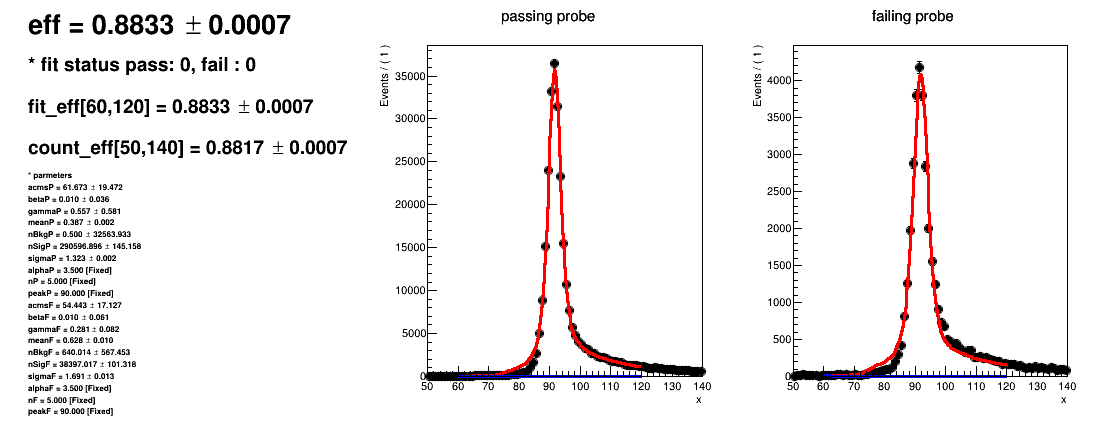 eff = 0.8833 ± 0.0007
* fit status pass: 0, fail : 0
fit_eff[60,120] = 0.8833 ± 0.0007
count_eff[50,140] = 0.8817 ± 0.0007
* parmeters
acmsP = 61.673 ± 19.472
betaP = 0.010 ± 0.036
gammaP = 0.557 ± 0.581
meanP = 0.387 ± 0.002
nBkgP = 0.500 ± 32563.933
nSigP = 290596.896 ± 145.158
sigmaP = 1.323 ± 0.002
alphaP = 3.500 [Fixed]
nP = 5.000 [Fixed]
peakP = 90.000 [Fixed]
acmsF = 54.443 ± 17.127
betaF = 0.010 ± 0.061
gammaF = 0.281 ± 0.082
meanF = 0.628 ± 0.010
nBkgF = 640.014 ± 567.453
nSigF = 38397.017 ± 101.318
sigmaF = 1.691 ± 0.013
alphaF = 3.500 [Fixed]
nF = 5.000 [Fixed]
peakF = 90.000 [Fixed]
passing probe
Events / ( 1 )
35000
30000
25000
20000
15000
10000
5000
0
50 60 70 80 90 100 110 120 130 140
x
failing probe
Events / ( 1 )
4000
3500
3000
2500
2000
1500
1000
500
0
50 60 70 80 90 100 110 120 130 140
x